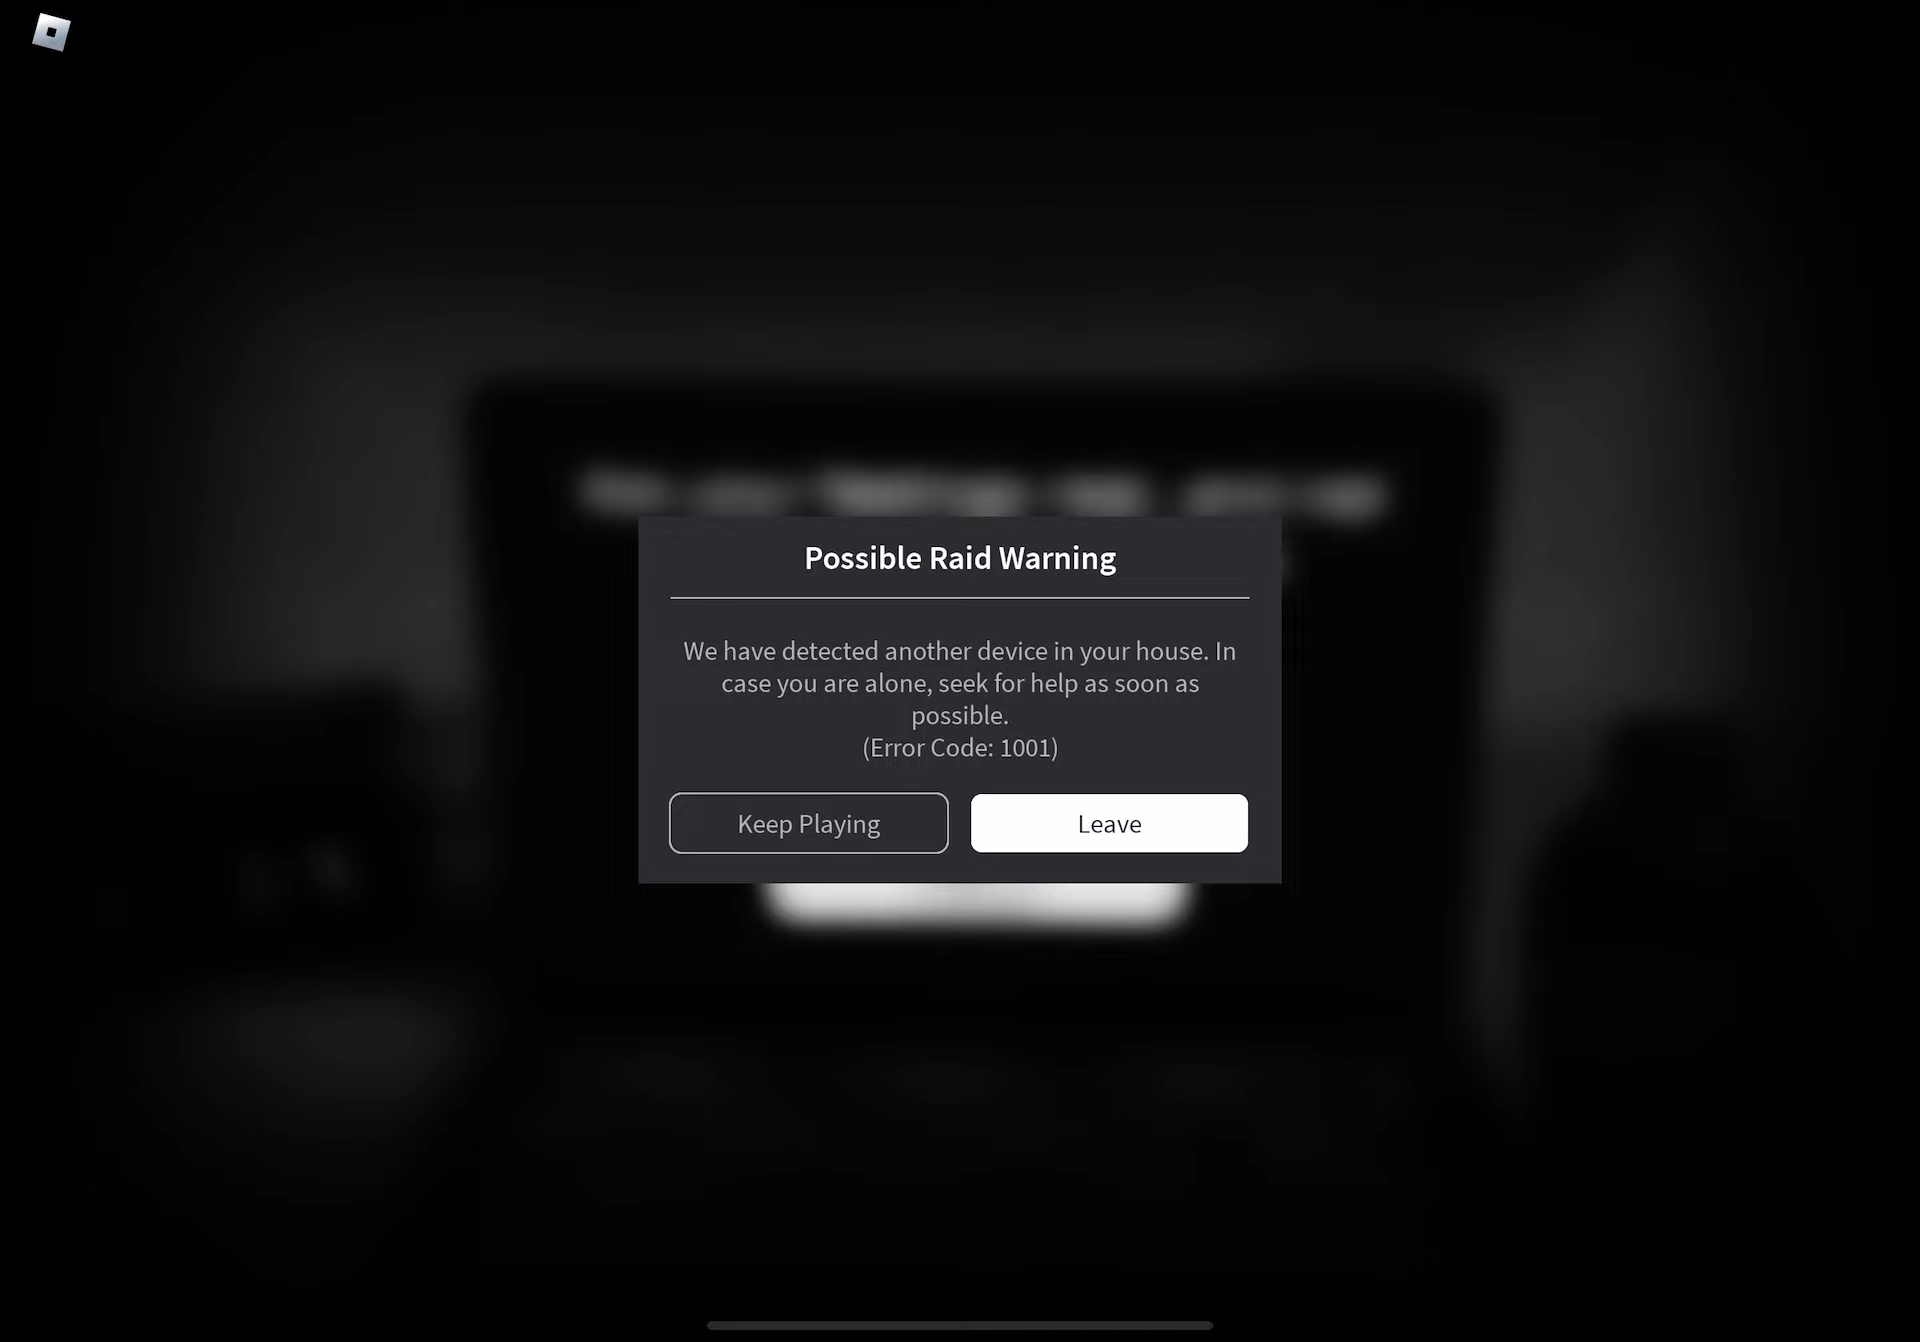 Possible Raid Warning
We have detected another device in your house. In
case you are alone, seek for help as soon as
possible.
(Error Code: 1001)
Keep Playing
Leave